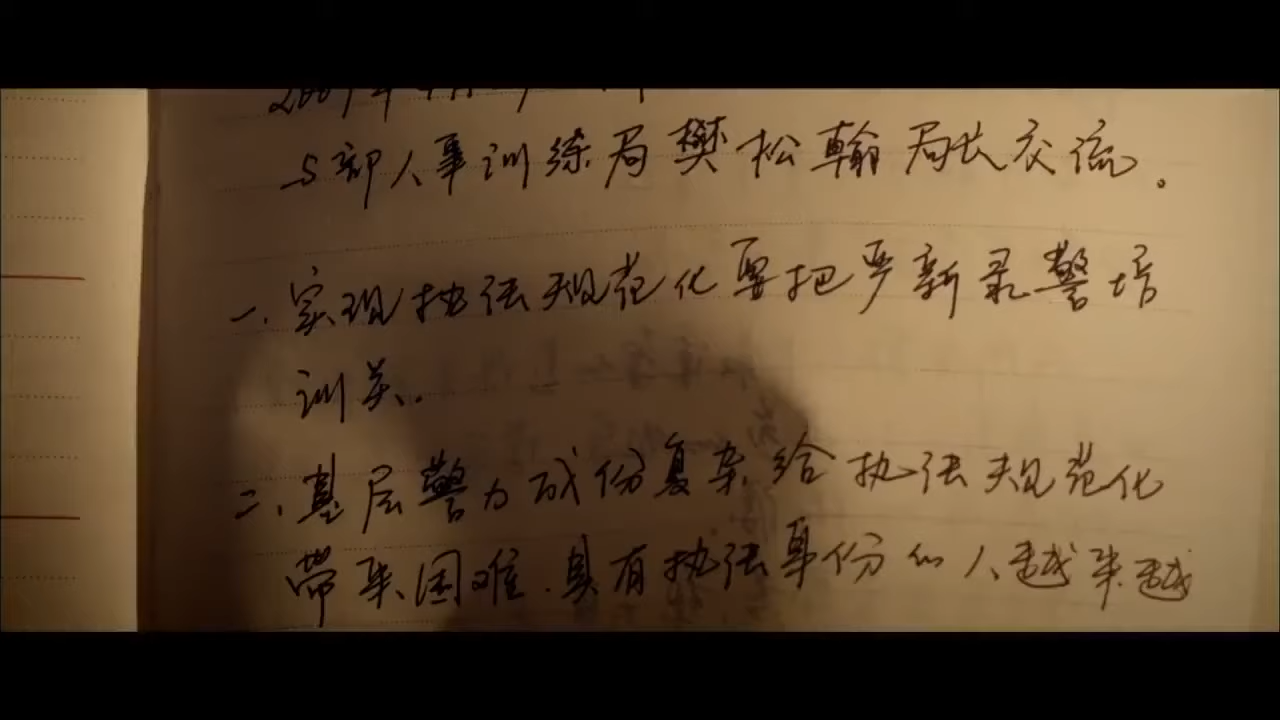 与部人事训练局樊松翰局长交流。
一、实现执法规范化要把严新录警培
训关.
二、基层警力成份复杂给执法规范化
带来困难.具有执法身份的人越来越